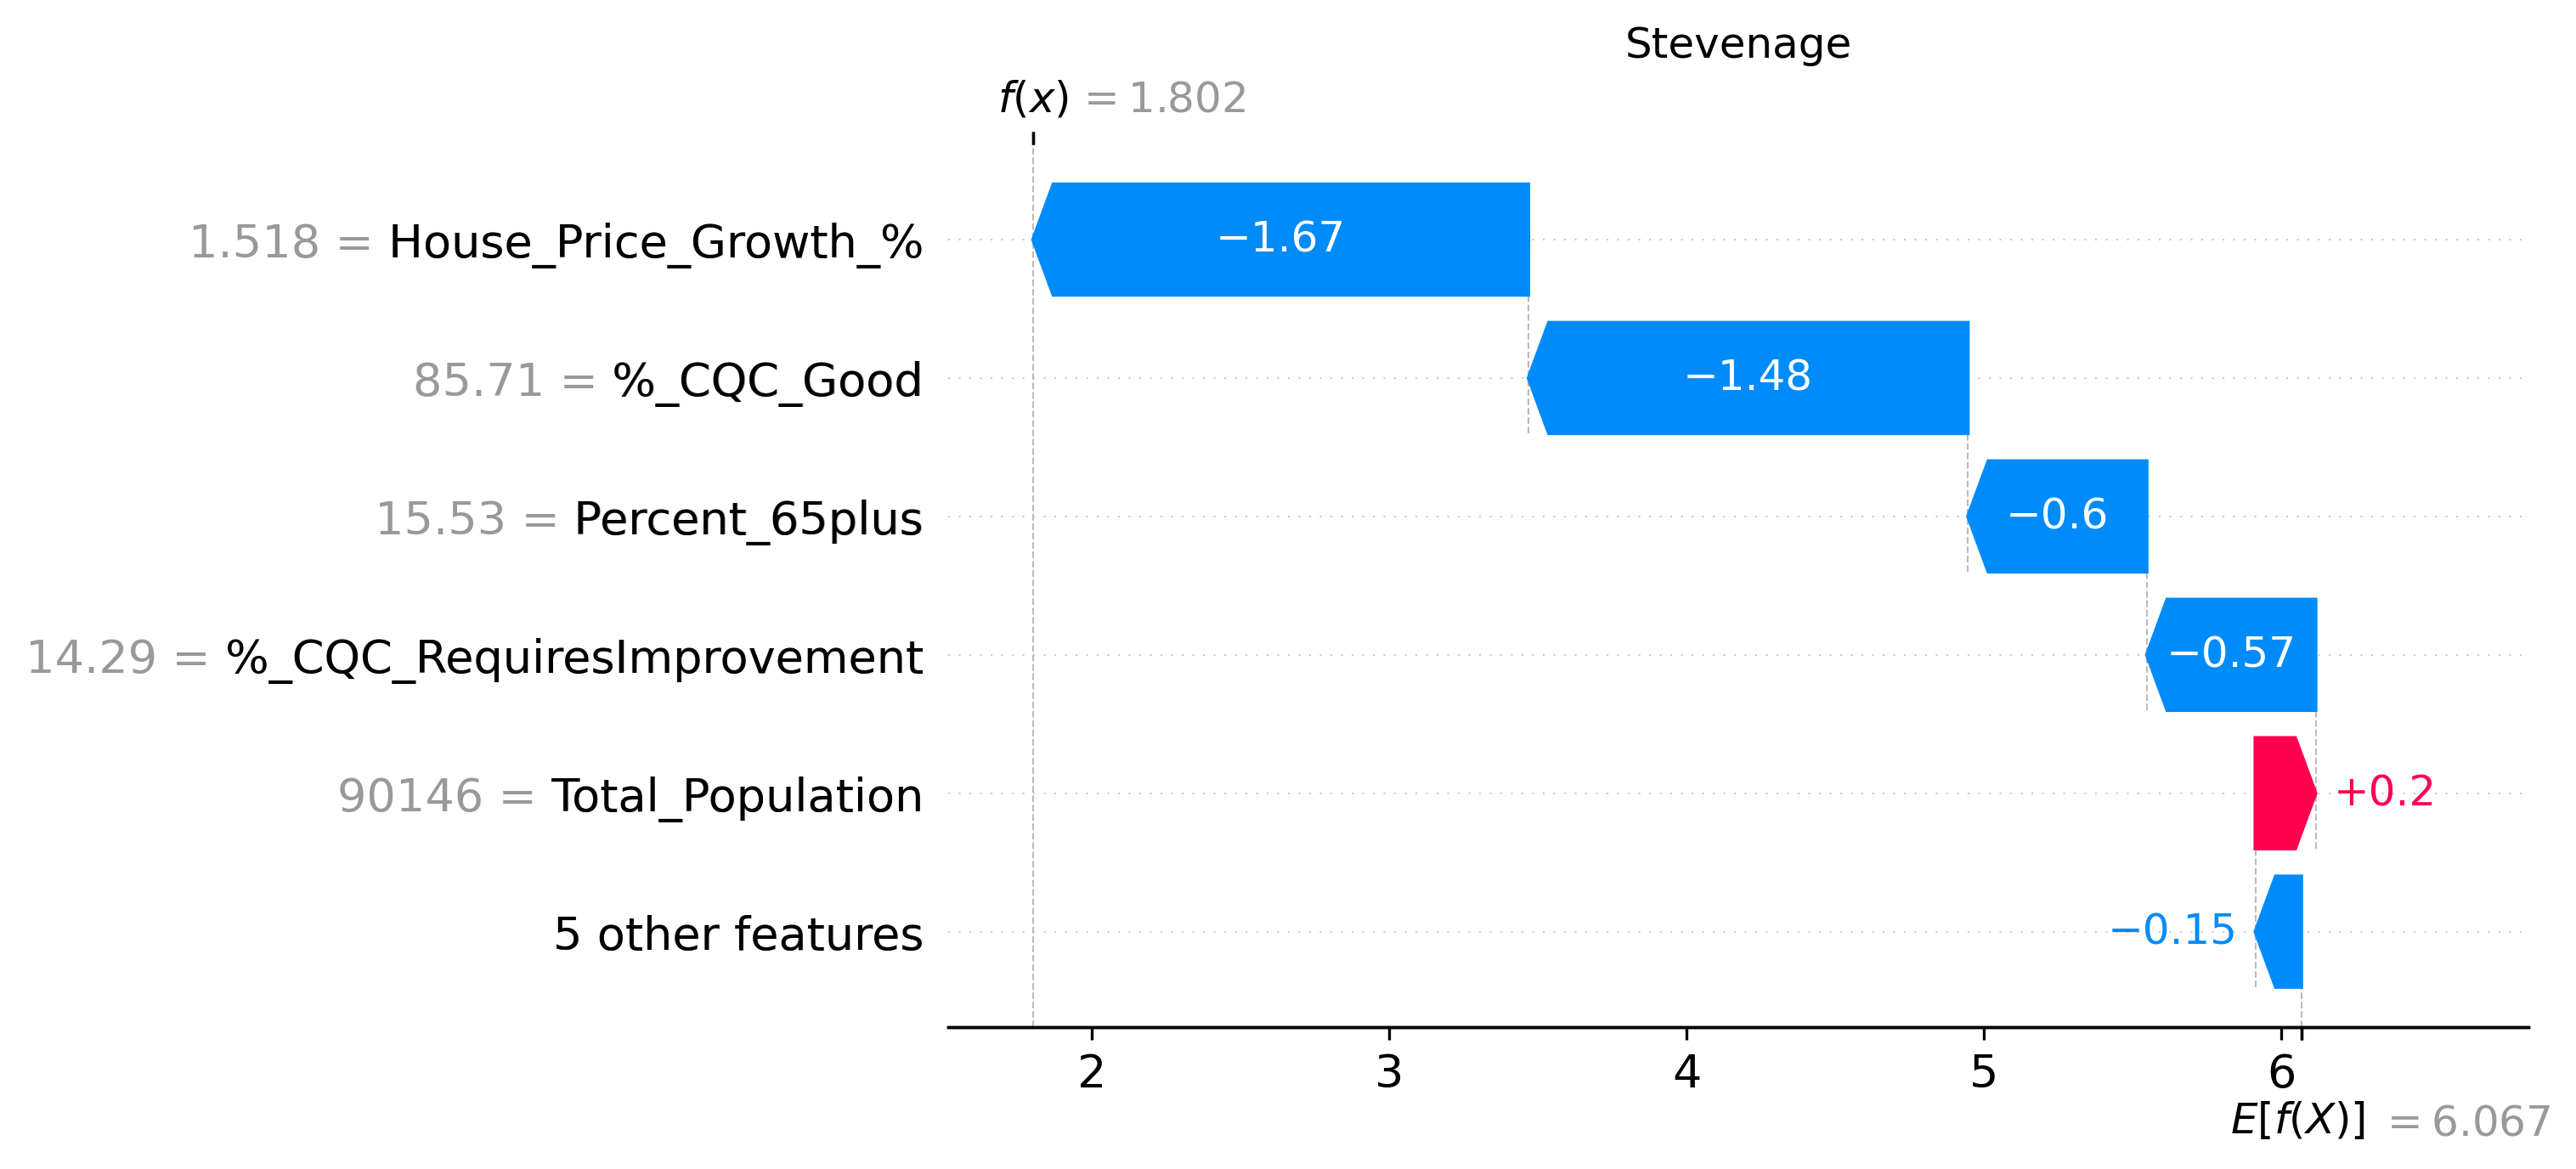 Stevenage
f(x) = 1.802
1.518 = House_Price_Growth_% −1.67
85.71 = %_CQC_Good −1.48
15.53 = Percent_65plus −0.6
14.29 = %_CQC_RequiresImprovement −0.57
90146 = Total_Population +0.2
5 other features −0.15
2 3 4 5 6
E[f(X)] = 6.067